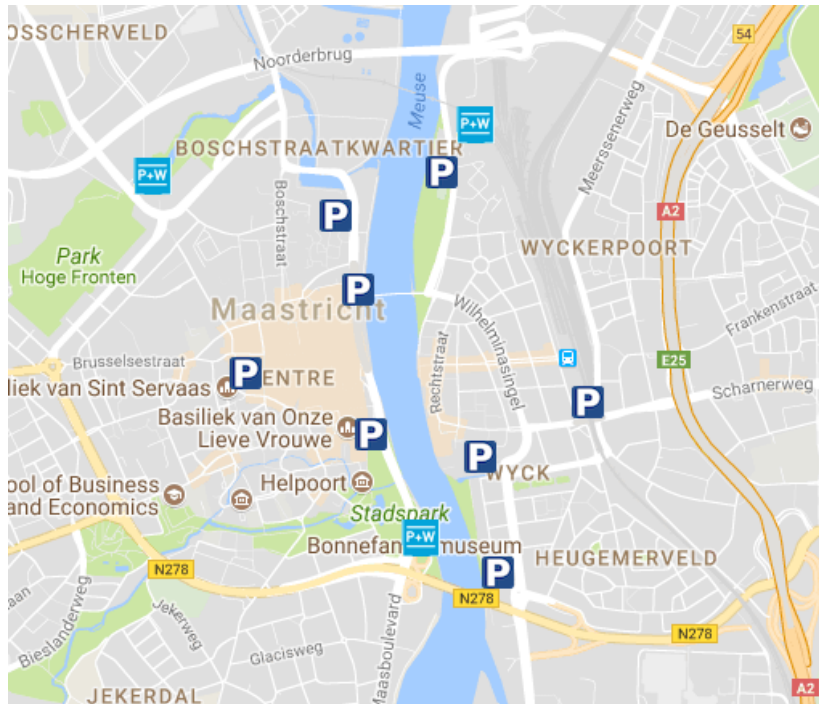 OSSCHERVELD
Noorderbrug
Meuse
54
De Geusselt
P+W
BOSCHSTRAATKWARTIER
P+W
P
Meerssenerweg
Boschstraat
P
A2
Park
Hoge Fronten
WYCKERPOORT
P
Maastricht
Wilhelminasingel
Frankenstraat
Brusselsestraat
Rechtstraat
E25
P
ENTRE
liek van Sint Servaas
Scharnerweg
P
Basiliek van Onze
Lieve Vrouwe
P
P
WYCK
ool of Business
and Economics
Helpoort
Stadspark
P+W
Bonnefan museum
HEUGEMERVELD
N278
P
N278
N278
laan
Bieslanderweg
Jekerweg
Glacisweg
Maasboulevard
JEKERDAL
A2